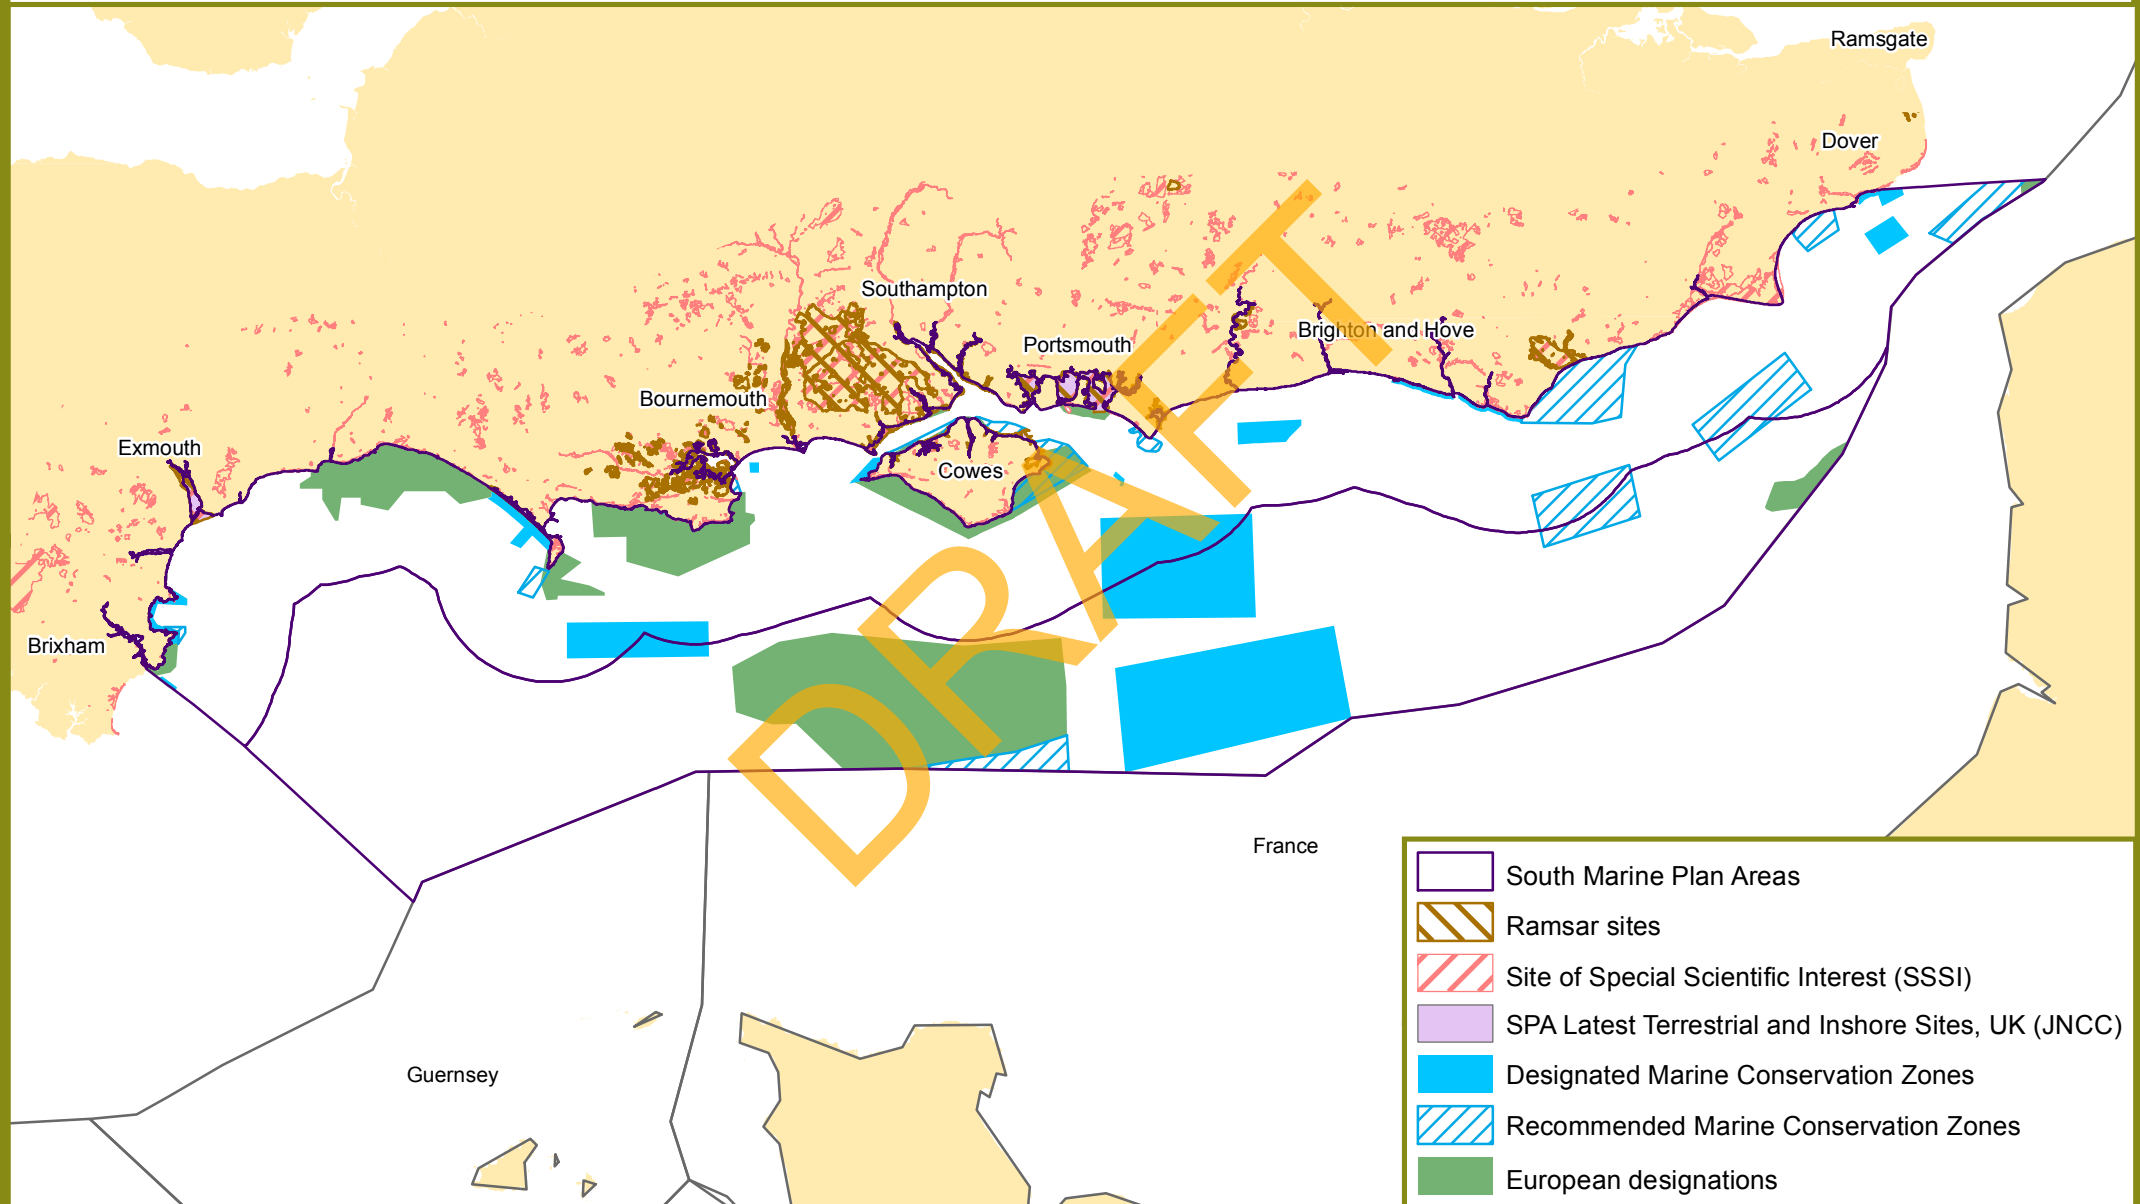 Ramsgate
Dover
Southampton
Brighton and Hove
Portsmouth
Bournemouth
Exmouth
Cowes
Brixham
DRAFT
France
Guernsey
South Marine Plan Areas
Ramsar sites
Site of Special Scientific Interest (SSSI)
SPA Latest Terrestrial and Inshore Sites, UK (JNCC)
Designated Marine Conservation Zones
Recommended Marine Conservation Zones
European designations